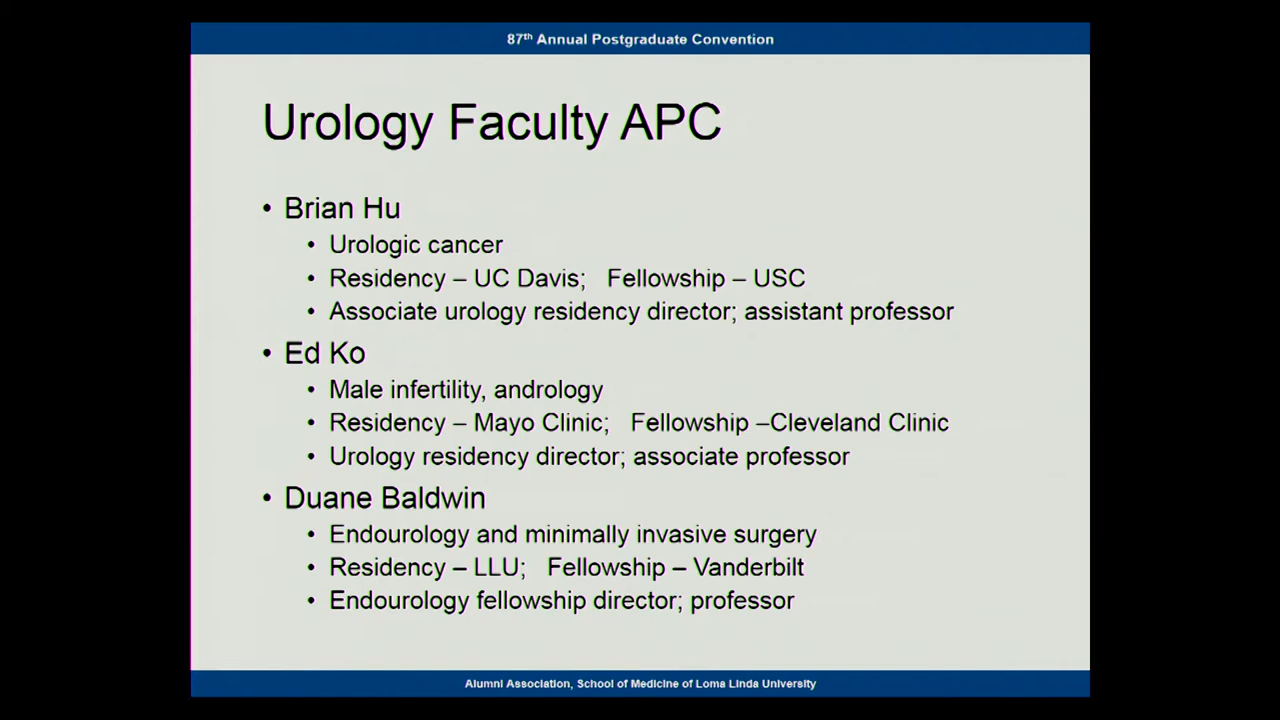 87th Annual Postgraduate Convention
Urology Faculty APC
• Brian Hu
• Urologic cancer
• Residency – UC Davis; Fellowship – USC
• Associate urology residency director; assistant professor
• Ed Ko
• Male infertility, andrology
• Residency – Mayo Clinic; Fellowship –Cleveland Clinic
• Urology residency director; associate professor
• Duane Baldwin
• Endourology and minimally invasive surgery
• Residency – LLU; Fellowship – Vanderbilt
• Endourology fellowship director; professor
Alumni Association, School of Medicine of Loma Linda University